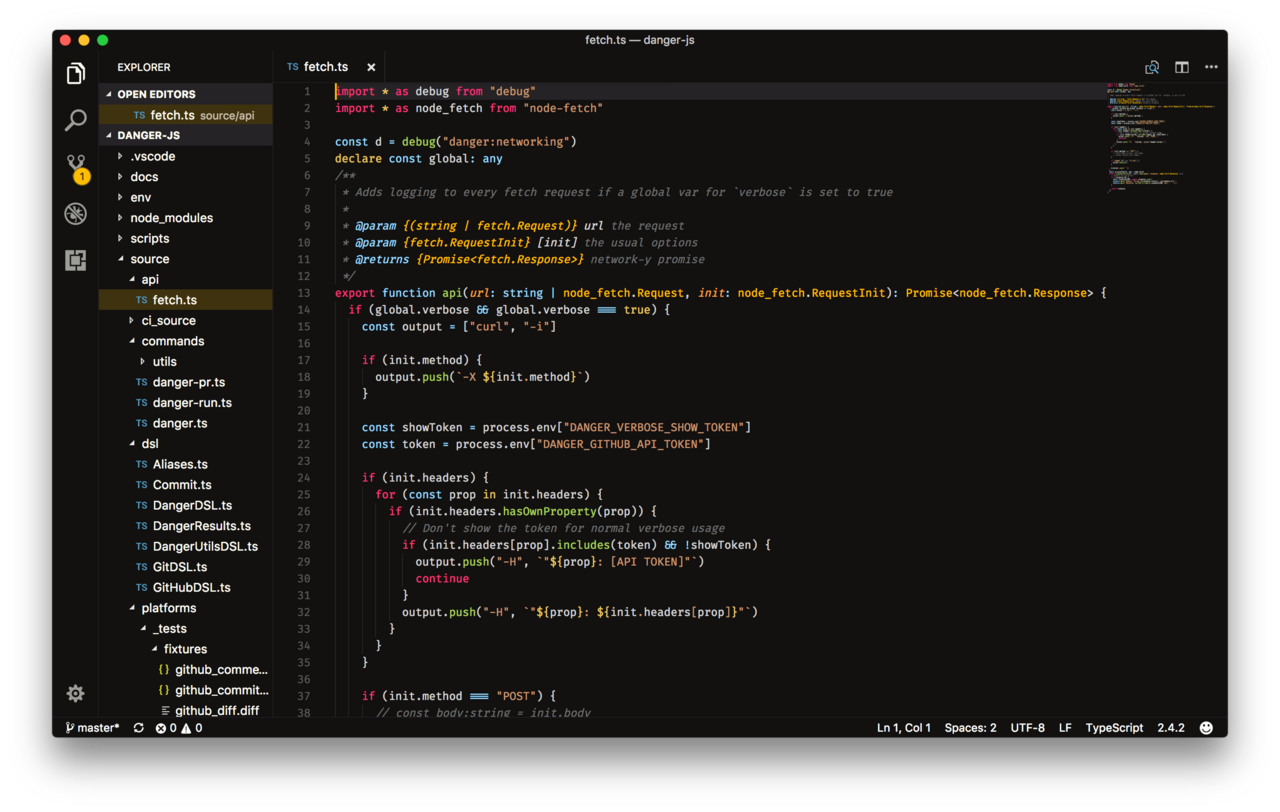 fetch.ts — danger-js
EXPLORER
OPEN EDITORS
TS fetch.ts source/api
DANGER-JS
.vscode
docs
env
node_modules
scripts
source
api
TS fetch.ts
ci_source
commands
utils
TS danger-pr.ts
TS danger-run.ts
TS danger.ts
dsl
TS Aliases.ts
TS Commit.ts
TS DangerDSL.ts
TS DangerResults.ts
TS DangerUtilsDSL.ts
TS GitDSL.ts
TS GitHubDSL.ts
platforms
_tests
fixtures
{} github_comme...
{} github_commit...
github_diff.diff
1
TS fetch.ts ×
1 import * as debug from "debug"
2 import * as node_fetch from "node-fetch"
3
4 const d = debug("danger:networking")
5 declare const global: any
6 /**
7 * Adds logging to every fetch request if a global var for `verbose` is set to true
8 *
9 * @param {(string | fetch.Request)} url the request
10 * @param {fetch.RequestInit} [init] the usual options
11 * @returns {Promise<fetch.Response>} network-y promise
12 */
13 export function api(url: string | node_fetch.Request, init: node_fetch.RequestInit): Promise<node_fetch.Response> {
14 if (global.verbose && global.verbose === true) {
15 const output = ["curl", "-i"]
16
17 if (init.method) {
18 output.push(`-X ${init.method}`)
19 }
20
21 const showToken = process.env["DANGER_VERBOSE_SHOW_TOKEN"]
22 const token = process.env["DANGER_GITHUB_API_TOKEN"]
23
24 if (init.headers) {
25 for (const prop in init.headers) {
26 if (init.headers.hasOwnProperty(prop)) {
27 // Don't show the token for normal verbose usage
28 if (init.headers[prop].includes(token) && !showToken) {
29 output.push("-H", `"${prop}: [API TOKEN]"`)
30 continue
31 }
32 output.push("-H", `"${prop}: ${init.headers[prop]}"`)
33 }
34 }
35 }
36
37 if (init.method === "POST") {
38 // const body:string = init.body
master* 0 0
Ln 1, Col 1 Spaces: 2 UTF-8 LF TypeScript 2.4.2